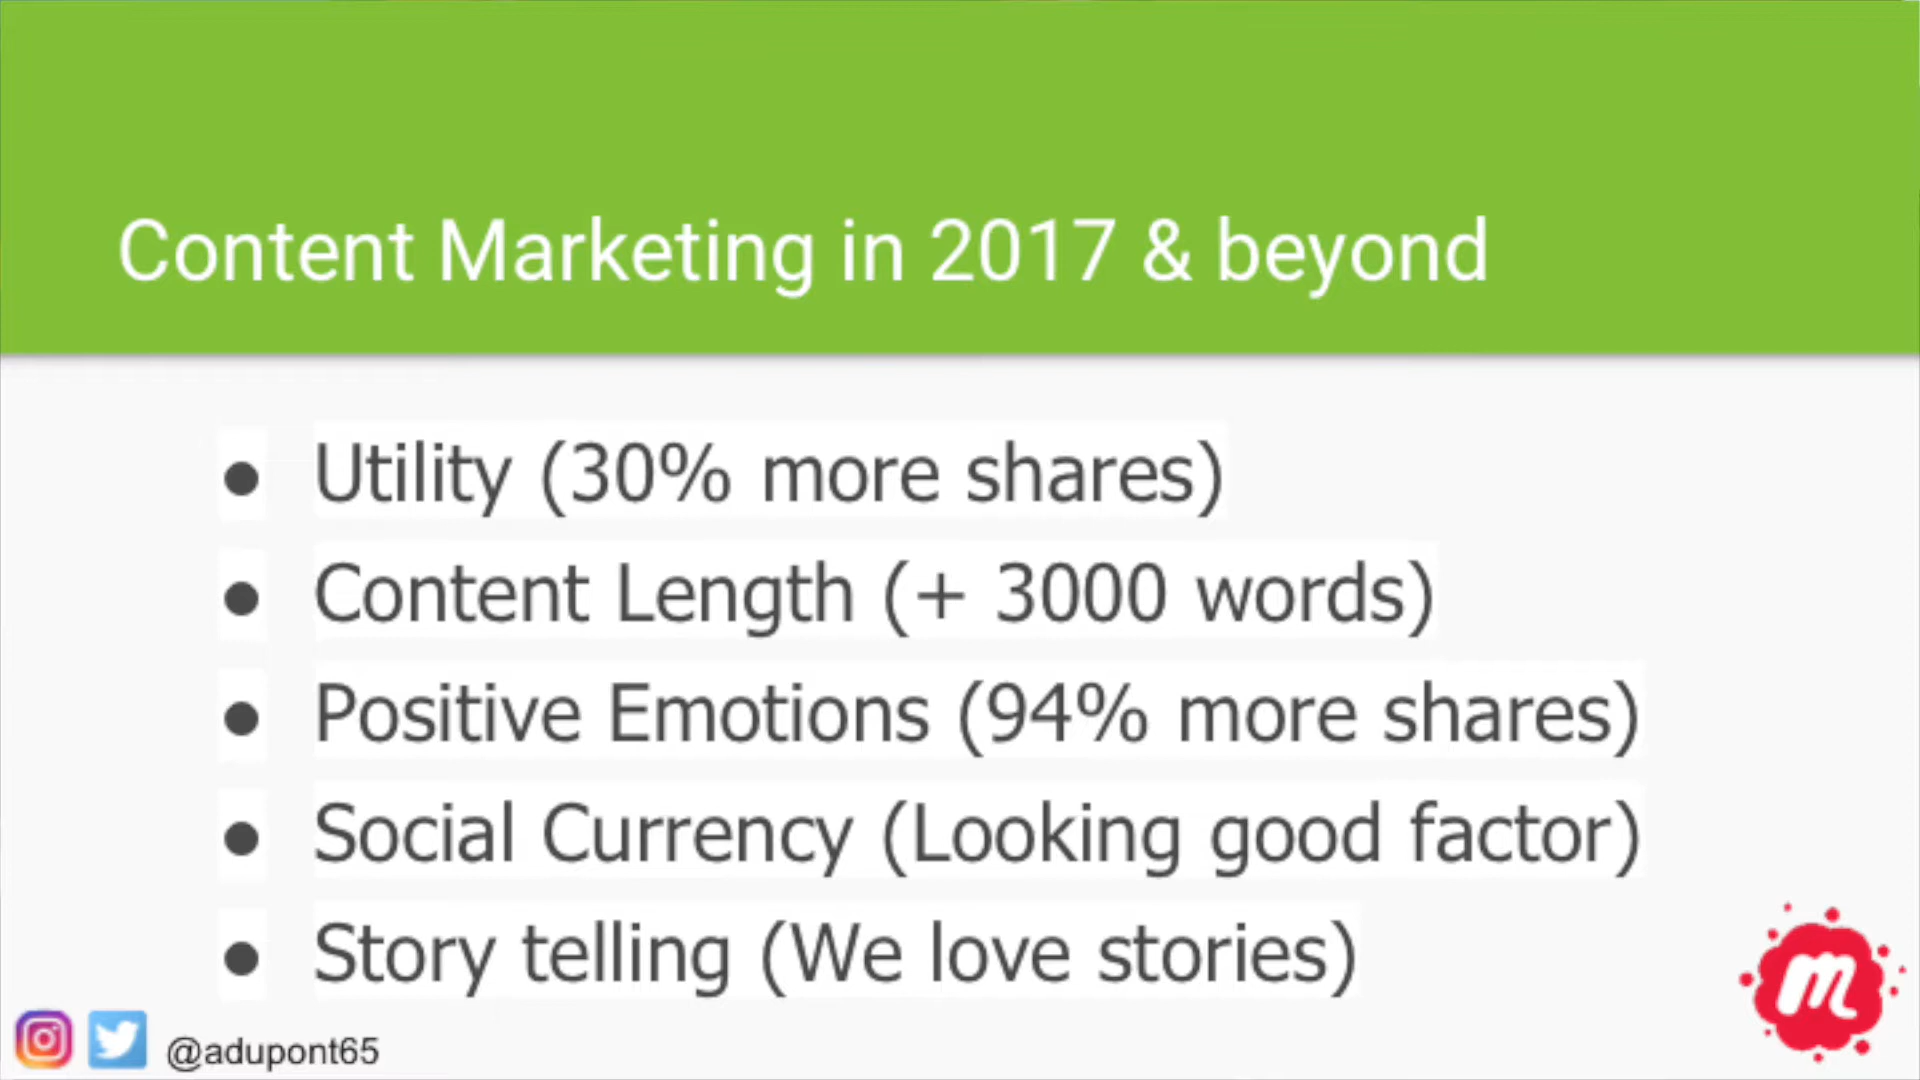 Content Marketing in 2017 & beyond
● Utility (30% more shares)
● Content Length (+ 3000 words)
● Positive Emotions (94% more shares)
● Social Currency (Looking good factor)
● Story telling (We love stories)
@adupont65
m